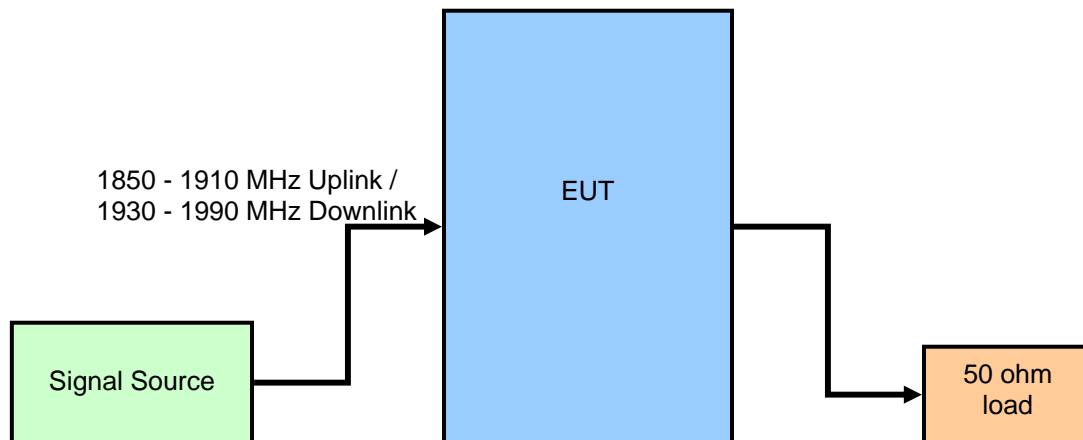 1850 - 1910 MHz Uplink /
1930 - 1990 MHz Downlink
EUT
Signal Source
50 ohm
load